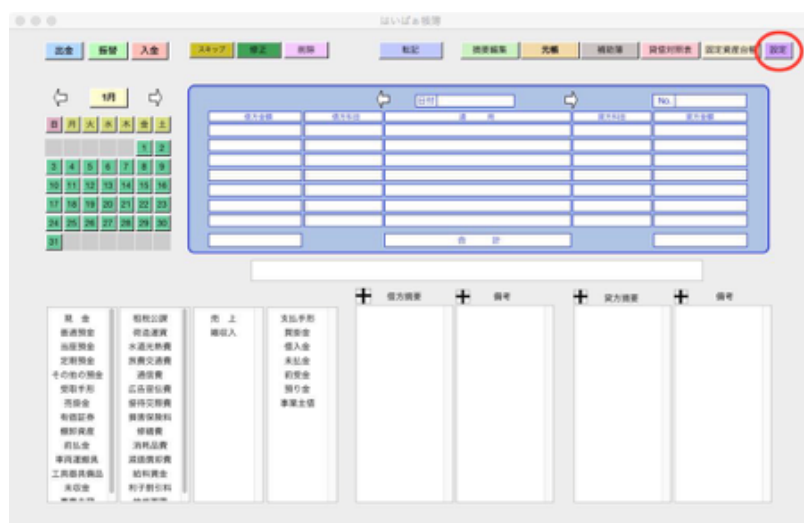 はいぱぁ帳簿
出金 振替 入金 スキップ 修正 削除 転記 摘要編集 元帳 補助簿 貸借対照表 固定資産台帳 設定
1月 日付 No.
借方金額 借方科目 摘 要 貸方科目 貸方金額
日 月 火 水 木 金 土
1 2
3 4 5 6 7 8 9
10 11 12 13 14 15 16
17 18 19 20 21 22 23
24 25 26 27 28 29 30
31 合 計
借方摘要 備考 貸方摘要 備考
現 金
普通預金
当座預金
定期預金
その他の預金
受取手形
売掛金
有価証券
棚卸資産
前払金
車両運搬具
工具器具備品
未収金
租税公課
荷造運賃
水道光熱費
旅費交通費
通信費
広告宣伝費
接待交際費
損害保険料
修繕費
消耗品費
減価償却費
給料賃金
利子割引料
売 上
雑収入
支払手形
買掛金
借入金
未払金
前受金
預り金
事業主借